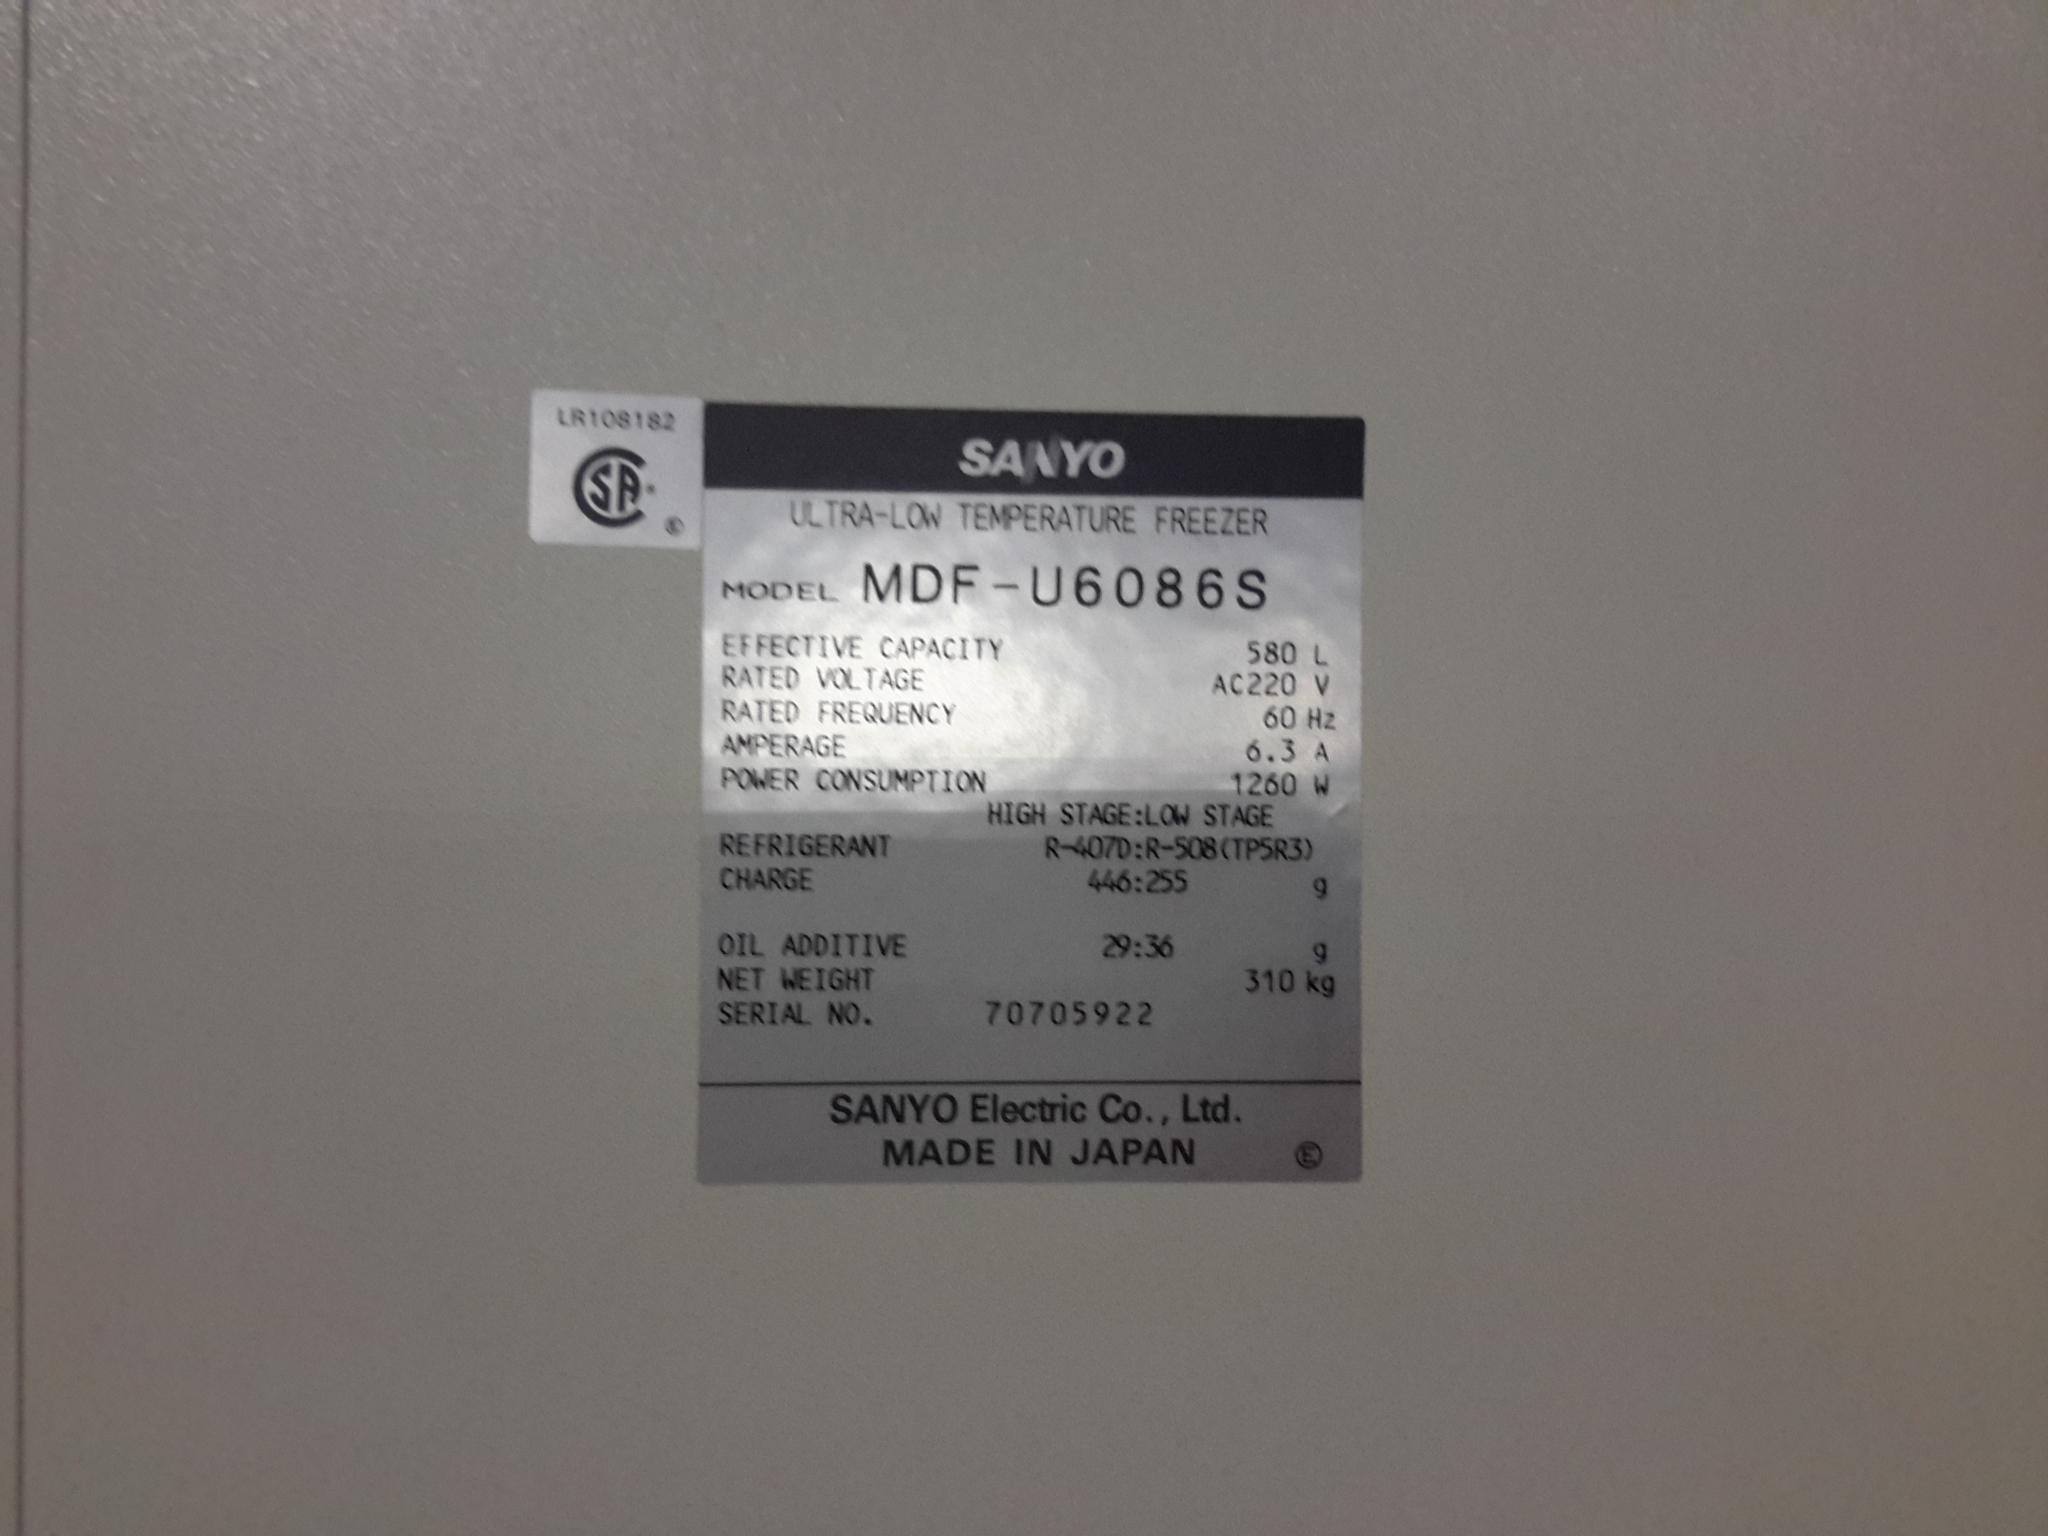 LR108182
CSA
©
SANYO
ULTRA-LOW TEMPERATURE FREEZER
MODEL MDF-U6086S
EFFECTIVE CAPACITY 580 L
RATED VOLTAGE AC220 V
RATED FREQUENCY 60 Hz
AMPERAGE 6.3 A
POWER CONSUMPTION 1260 W
HIGH STAGE:LOW STAGE
REFRIGERANT R-407D:R-508(TP5R3)
CHARGE 446:255 g
OIL ADDITIVE 29:36 g
NET WEIGHT 310 kg
SERIAL NO. 70705922
SANYO Electric Co., Ltd.
MADE IN JAPAN Ⓔ